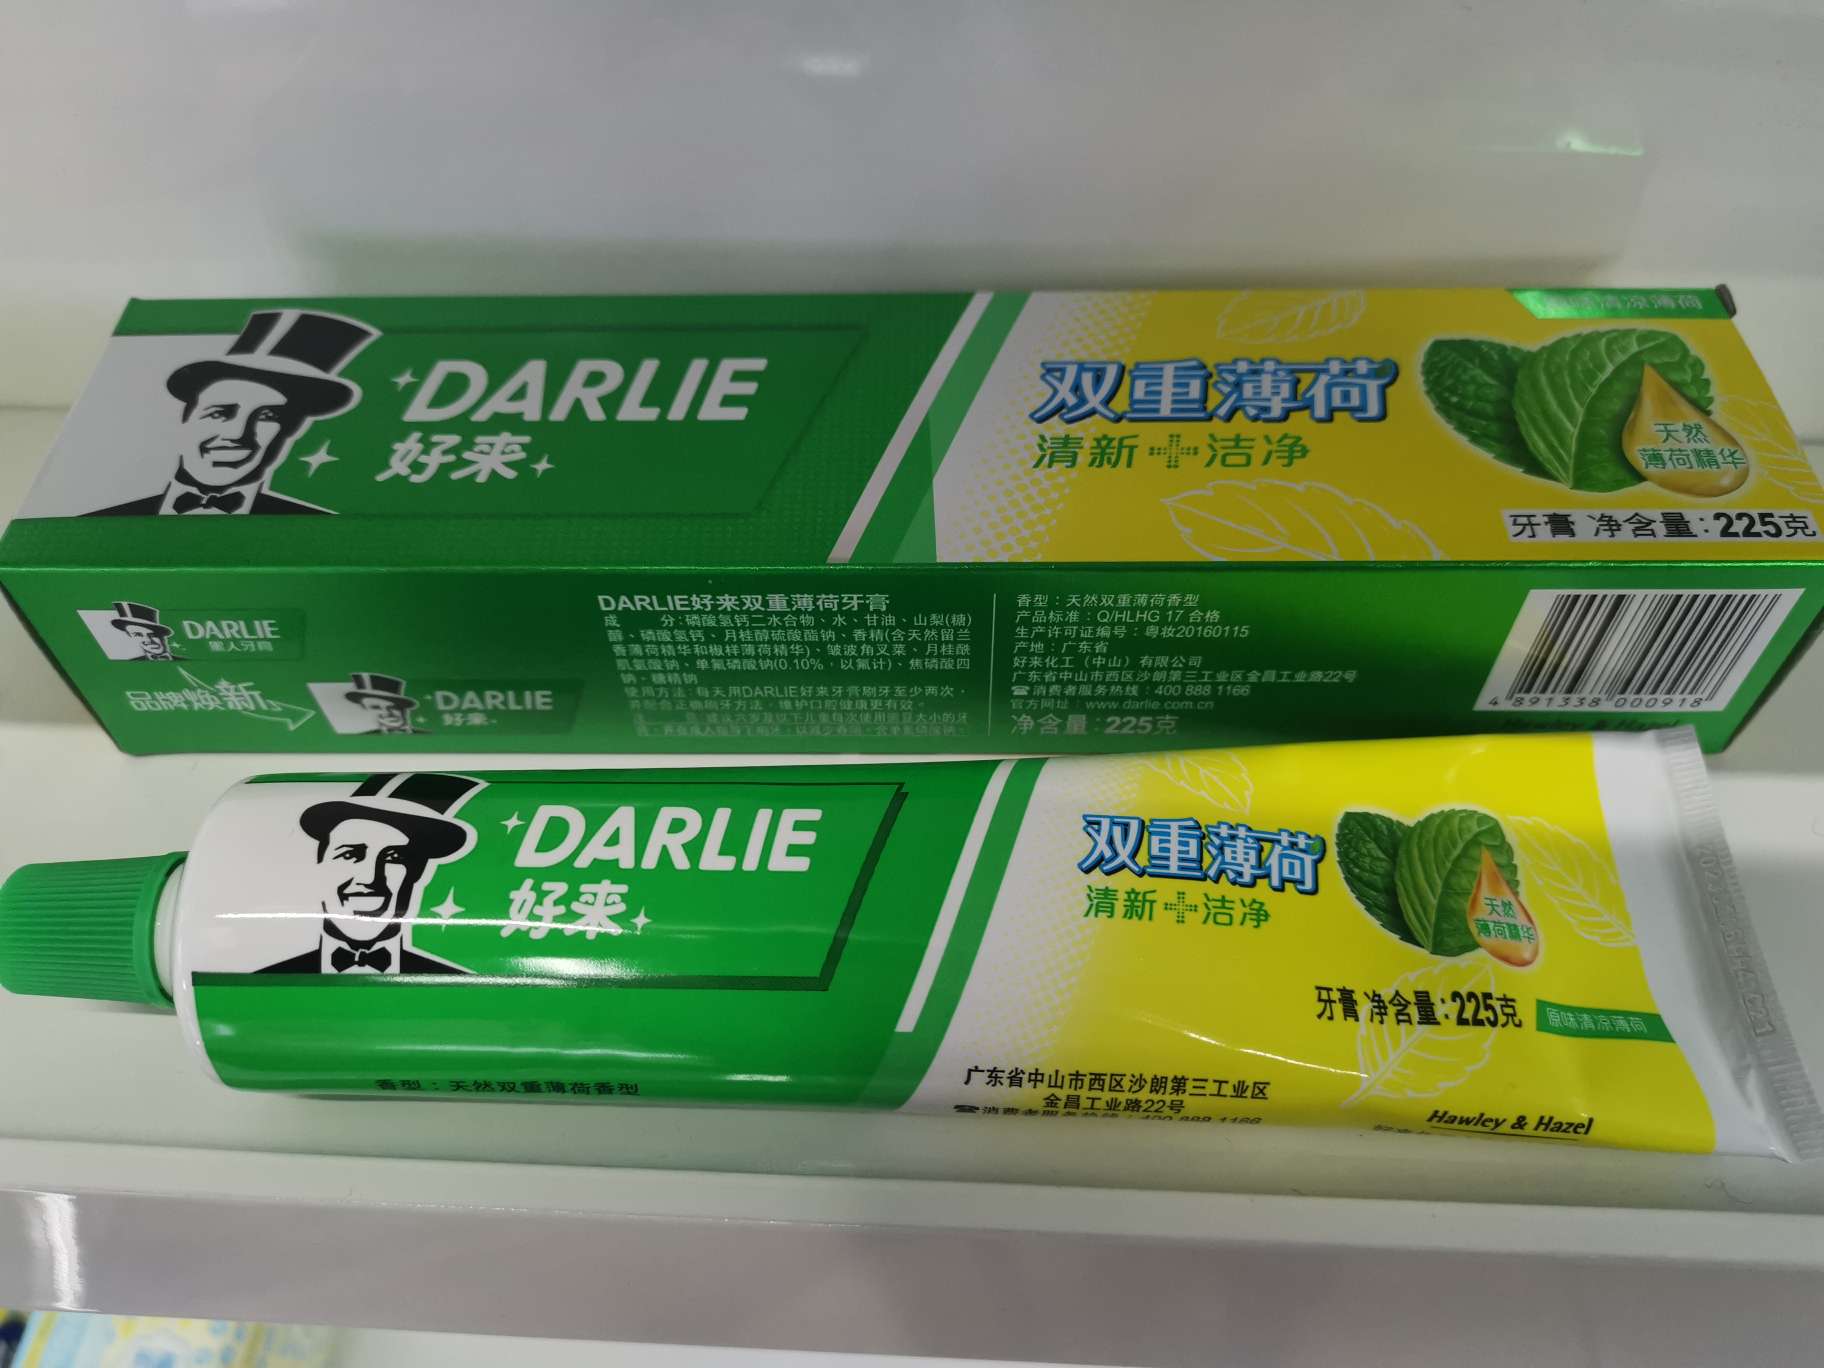 DARLIE
好来
双重薄荷
清新+洁净
原味清凉薄荷
天然
薄荷精华
牙膏 净含量:225克
DARLIE
黑人牙膏
品牌焕新
DARLIE
好来
DARLIE好来双重薄荷牙膏
成 分:磷酸氢钙二水合物、水、甘油、山梨(糖)
醇、磷酸氢钙、月桂醇硫酸酯钠、香精(含天然留兰
香薄荷精华和椒样薄荷精华)、皱波角叉菜、月桂酰
肌氨酸钠、单氟磷酸钠(0.10%，以氟计)、焦磷酸四
钠、糖精钠
使用方法:每天用DARLIE好来牙膏刷牙至少两次，
并配合正确刷牙方法，维护口腔健康更有效。
香型：天然双重薄荷香型
产品标准：Q/HLHG 17 合格
生产许可证编号：粤妆20160115
产地：广东省
好来化工（中山）有限公司
广东省中山市西区沙朗第三工业区金昌工业路22号
☎消费者服务热线：400 888 1166
官方网址：www.darlie.com.cn
净含量：225克
4 891338 000918
Hawley & Hazel
DARLIE
好来
双重薄荷
清新+洁净
天然
薄荷精华
牙膏 净含量:225克
原味清凉薄荷
香型：天然双重薄荷香型
广东省中山市西区沙朗第三工业区
金昌工业路22号
☎消费者服务热线：400 888 1166
Hawley & Hazel